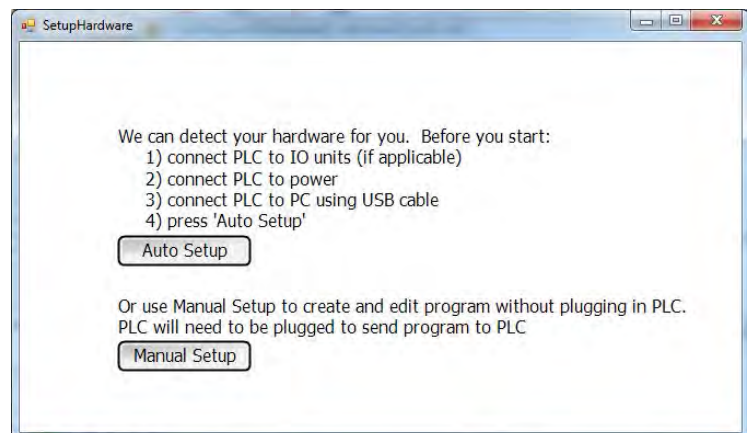 SetupHardware
We can detect your hardware for you.  Before you start:
1) connect PLC to IO units (if applicable)
2) connect PLC to power
3) connect PLC to PC using USB cable
4) press 'Auto Setup'
Auto Setup
Or use Manual Setup to create and edit program without plugging in PLC.
PLC will need to be plugged to send program to PLC
Manual Setup